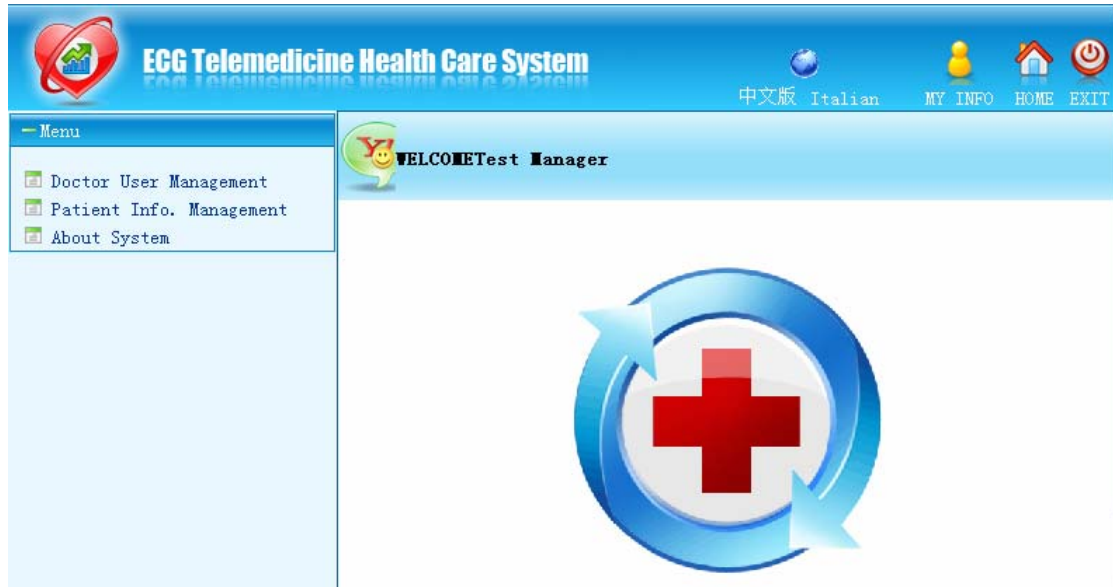 ECG Telemedicine Health Care System
中文版 Italian MY INFO HOME EXIT
Menu
Doctor User Management
Patient Info. Management
About System
Y!
WELCOMETest Manager